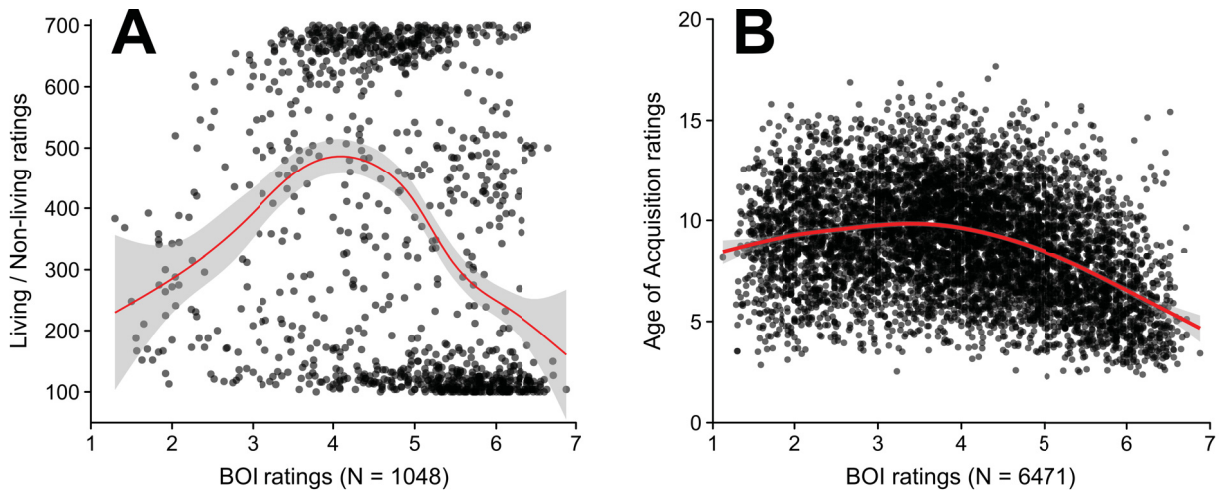 A
Living / Non-living ratings
700
600
500
400
300
200
100
1 2 3 4 5 6 7
BOI ratings (N = 1048)
B
Age of Acquisition ratings
20
15
10
5
0
1 2 3 4 5 6 7
BOI ratings (N = 6471)